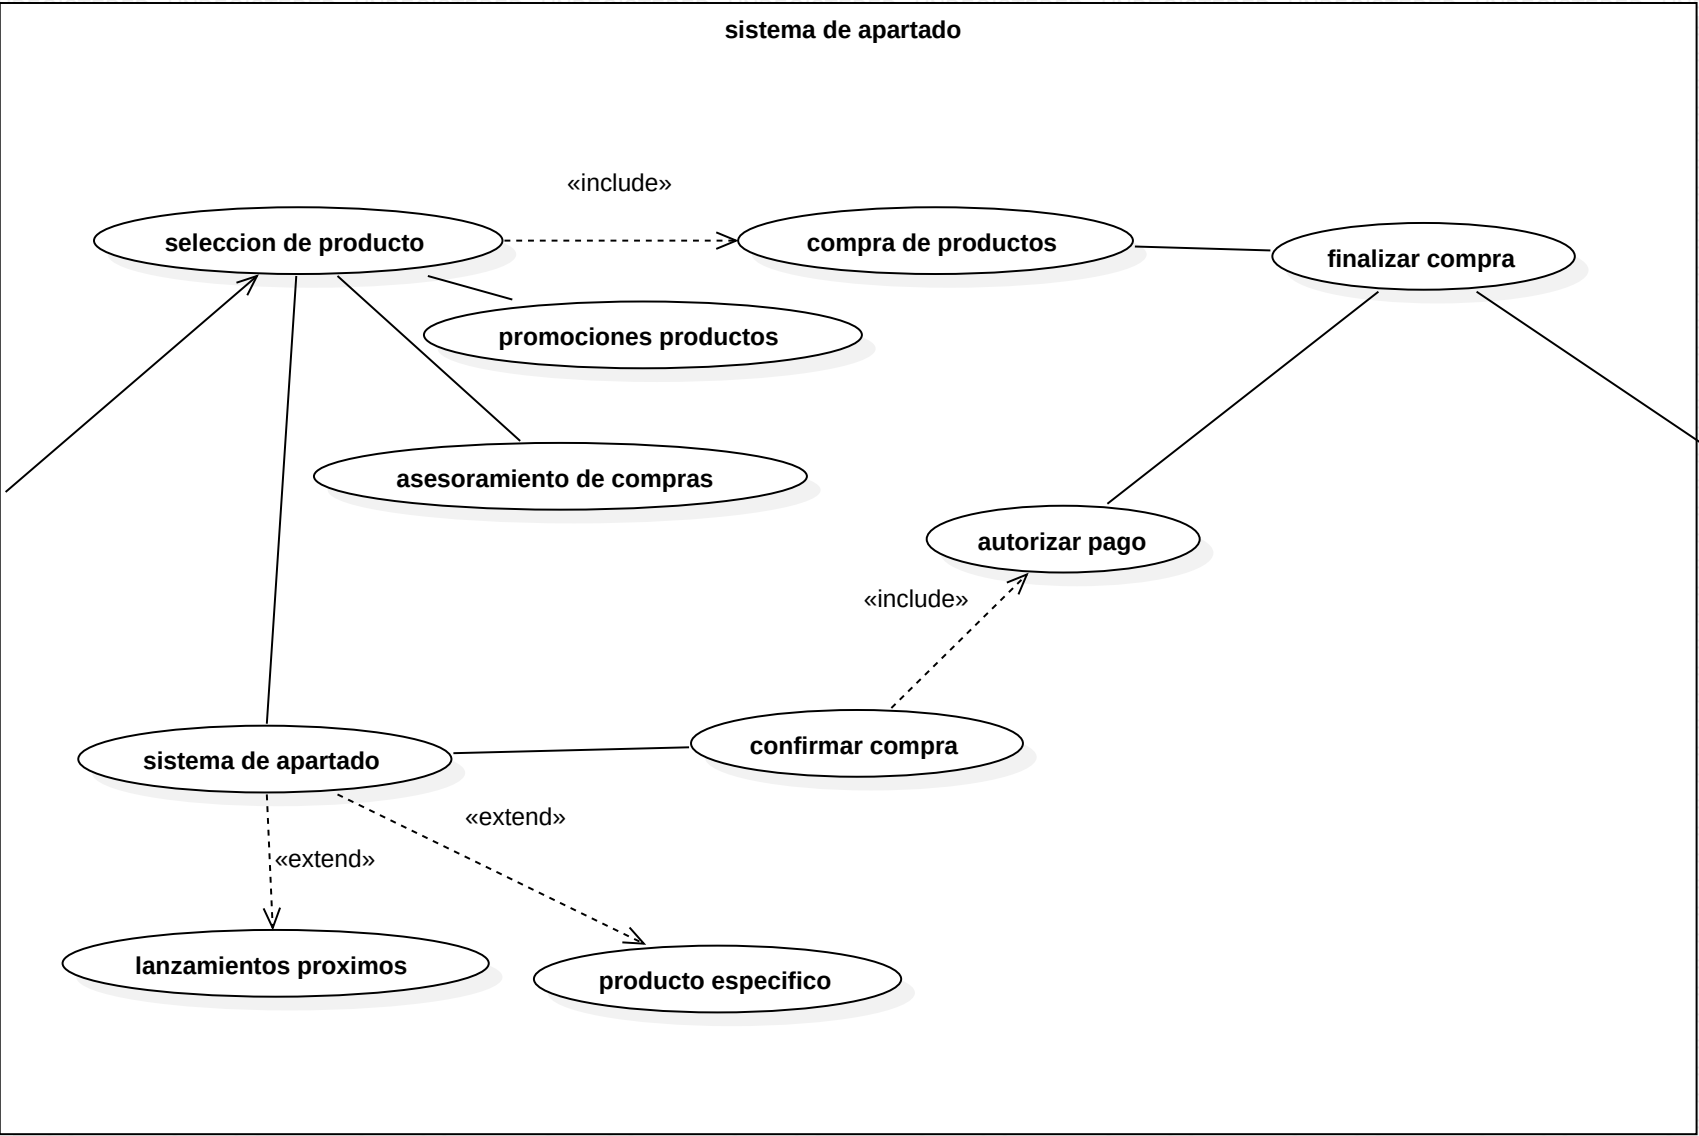 sistema de apartado
«include»
seleccion de producto
compra de productos
finalizar compra
promociones productos
asesoramiento de compras
autorizar pago
«include»
sistema de apartado
confirmar compra
«extend»
«extend»
lanzamientos proximos
producto especifico